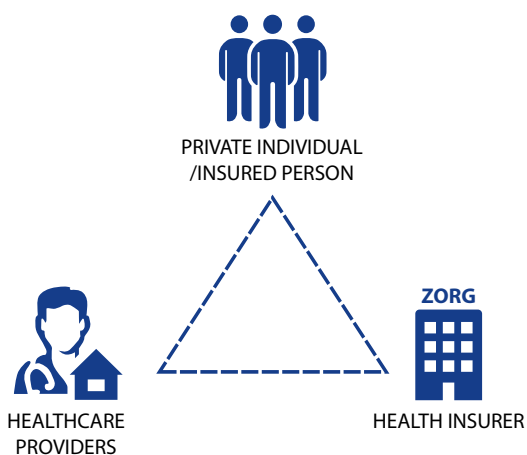 PRIVATE INDIVIDUAL
/INSURED PERSON
ZORG
HEALTHCARE
PROVIDERS
HEALTH INSURER